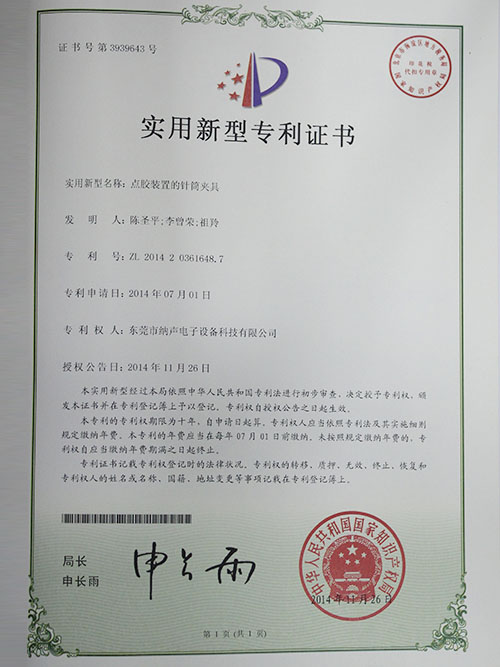 证书号第3939643号
印花税
代扣专用章
国家知识产权局
实用新型专利证书
实用新型名称：点胶装置的针筒夹具
发明人：陈圣平;李曾荣;祖羚
专利号：ZL 2014 2 0361648.7
专利申请日：2014年07月01日
专利权人：东莞市纳声电子设备科技有限公司
授权公告日：2014年11月26日
本实用新型经过本局依照中华人民共和国专利法进行初步审查，决定授予专利权，颁
发本证书并在专利登记簿上予以登记。专利权自授权公告之日起生效。
本专利的专利权期限为十年，自申请日起算。专利权人应当依照专利法及其实施细则
规定缴纳年费。本专利的年费应当在每年07月01日前缴纳。未按照规定缴纳年费的，专
利权自应当缴纳年费期满之日起终止。
专利证书记载专利权登记时的法律状况。专利权的转移、质押、无效、终止、恢复和
专利权人的姓名或名称、国籍、地址变更等事项记载在专利登记簿上。
局长
申长雨
申长雨
中华人民共和国国家知识产权局
2014年11月26日
第1页(共1页)